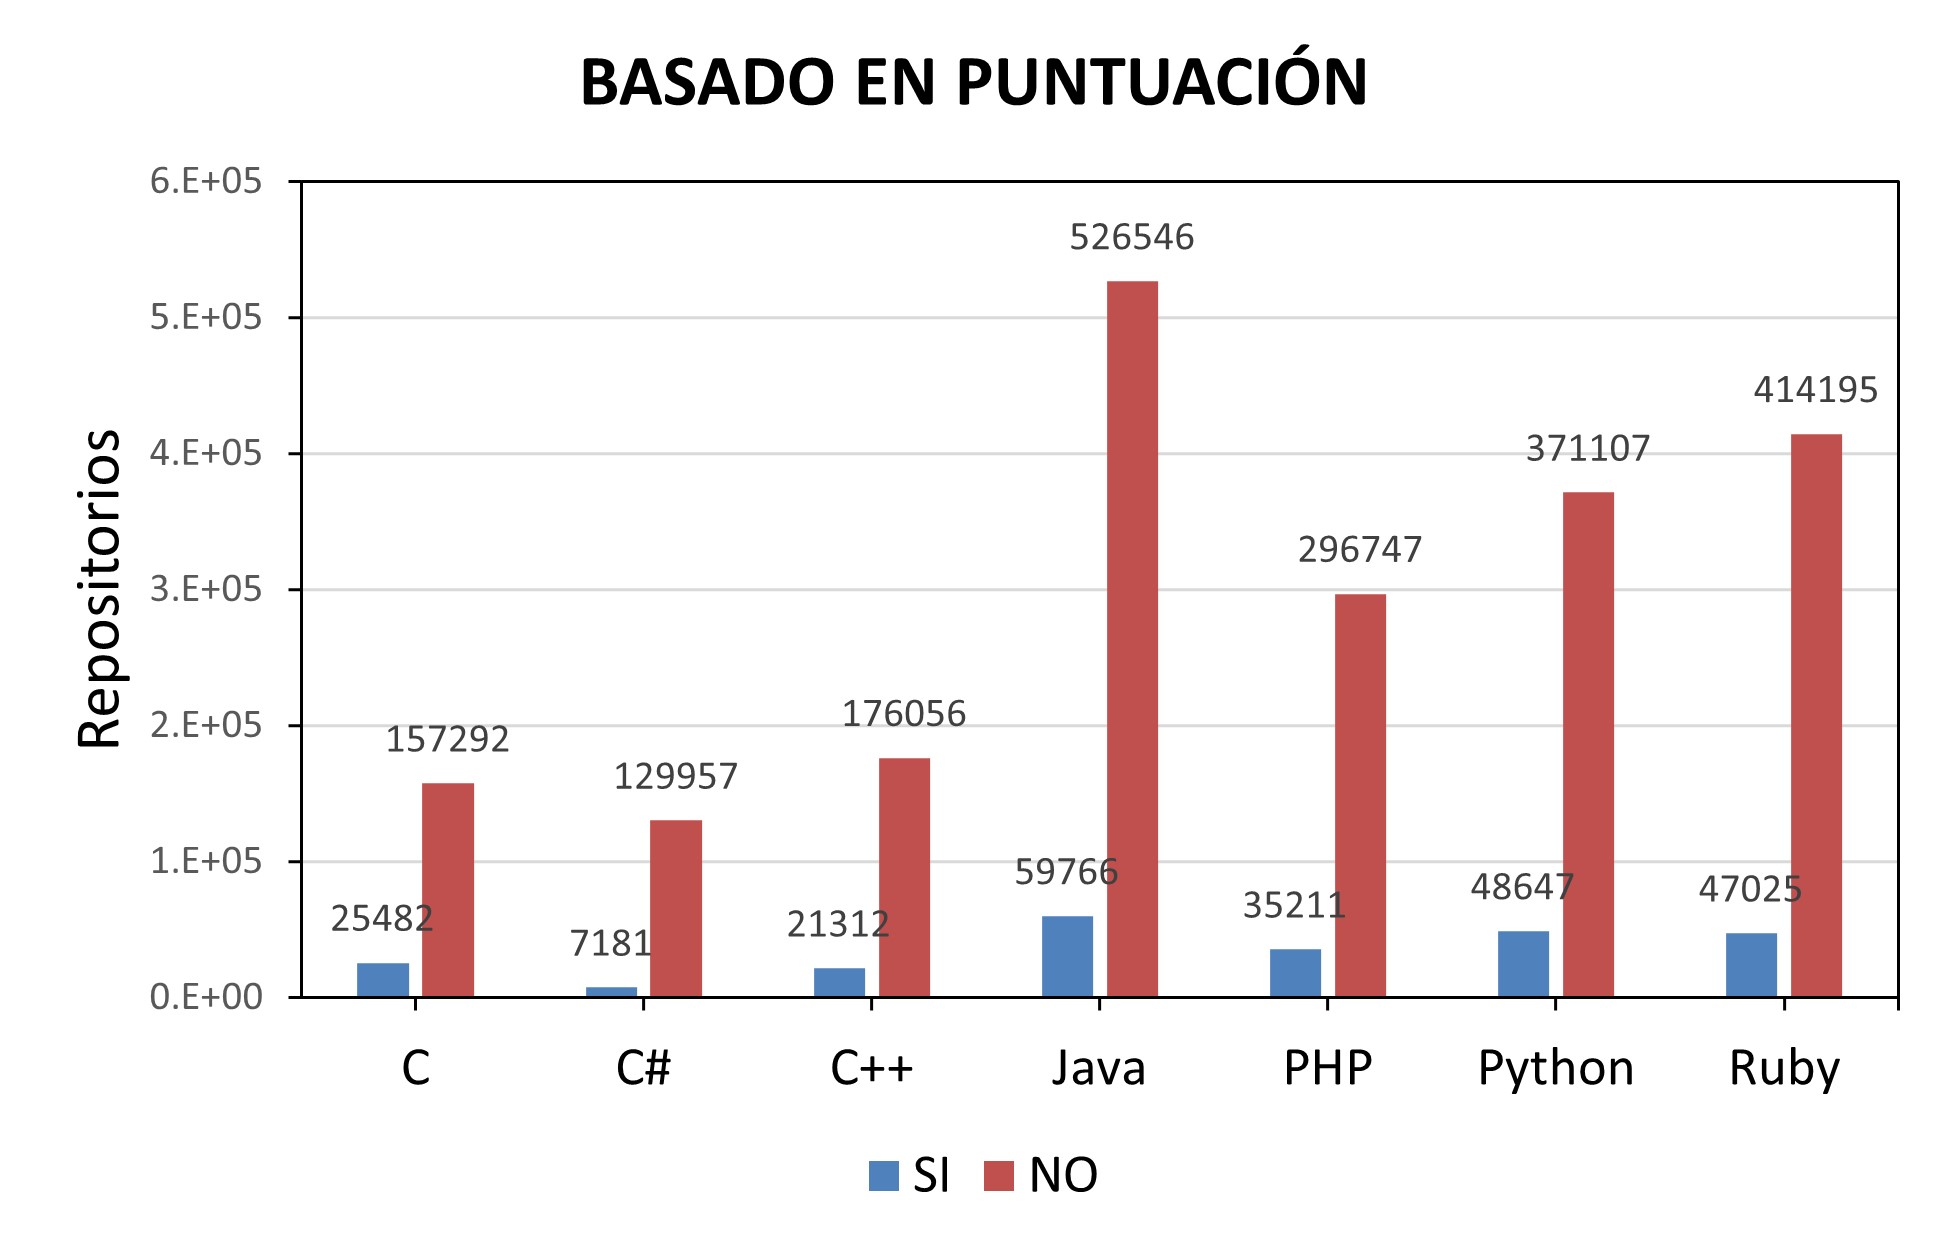 BASADO EN PUNTUACIÓN
6.E+05
5.E+05
4.E+05
3.E+05
2.E+05
1.E+05
0.E+00
Repositorios
25482
157292
7181
129957
21312
176056
59766
526546
35211
296747
48647
371107
47025
414195
C
C#
C++
Java
PHP
Python
Ruby
SI
NO